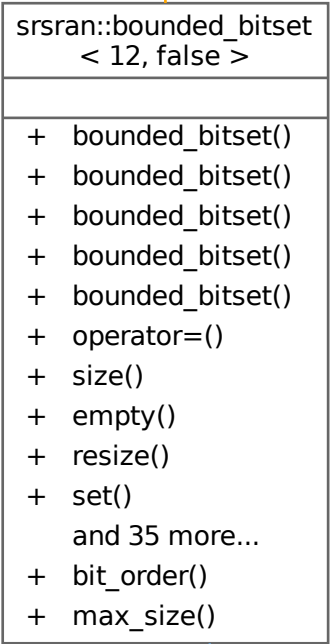 srsran::bounded_bitset
< 12, false >
+ bounded_bitset()
+ bounded_bitset()
+ bounded_bitset()
+ bounded_bitset()
+ bounded_bitset()
+ operator=()
+ size()
+ empty()
+ resize()
+ set()
and 35 more...
+ bit_order()
+ max_size()